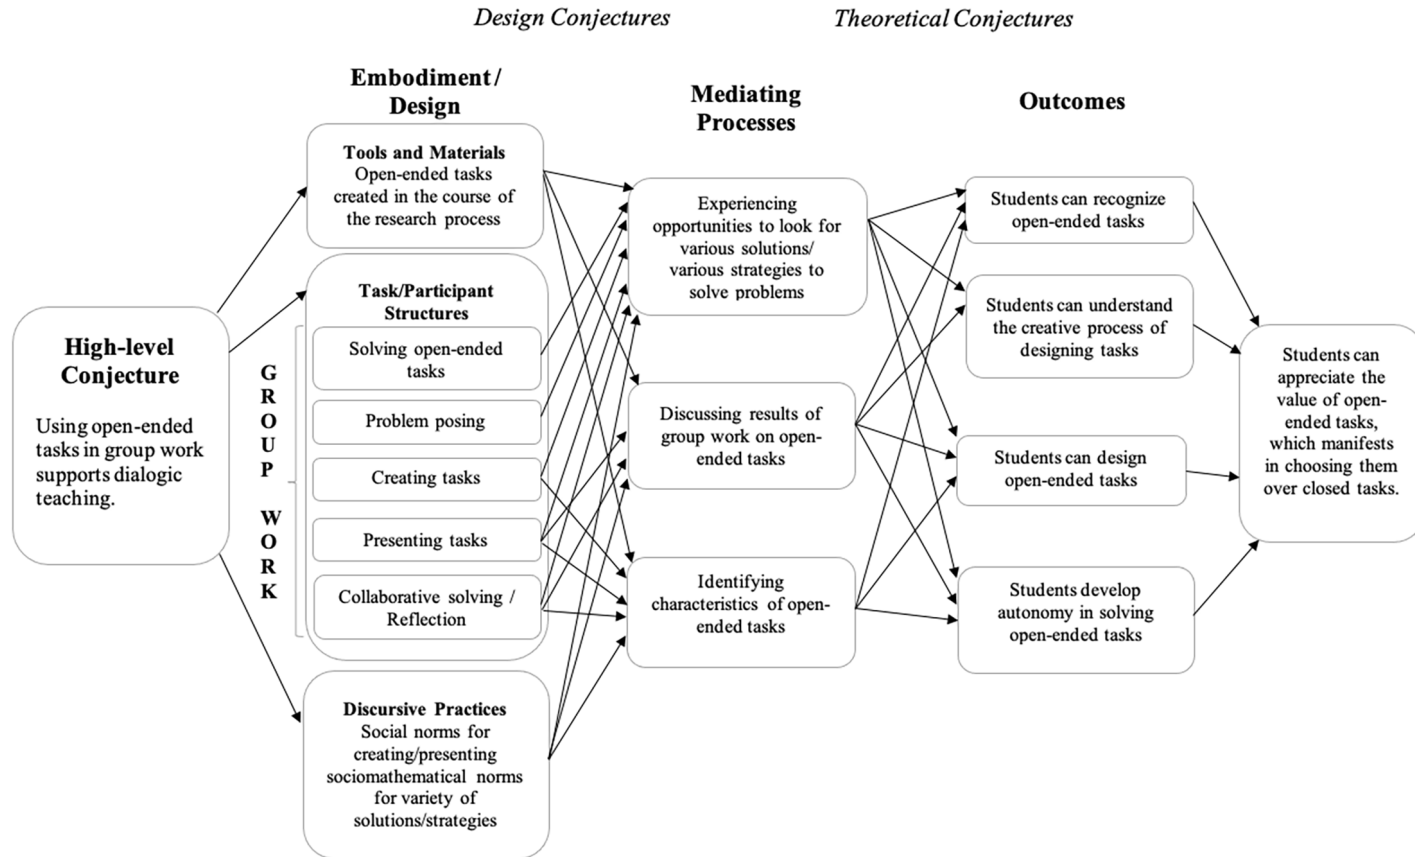 Design Conjectures
Theoretical Conjectures
Embodiment /
Design
Mediating
Processes
Outcomes
High-level
Conjecture
Using open-ended
tasks in group work
supports dialogic
teaching.
Tools and Materials
Open-ended tasks
created in the course of
the research process
Task/Participant
Structures
GROUP WORK
Solving open-ended
tasks
Problem posing
Creating tasks
Presenting tasks
Collaborative solving /
Reflection
Discursive Practices
Social norms for
creating/presenting
sociomathematical norms
for variety of
solutions/strategies
Experiencing
opportunities to look for
various solutions/
various strategies to
solve problems
Discussing results of
group work on open-
ended tasks
Identifying
characteristics of open-
ended tasks
Students can recognize
open-ended tasks
Students can understand
the creative process of
designing tasks
Students can design
open-ended tasks
Students develop
autonomy in solving
open-ended tasks
Students can
appreciate the
value of open-
ended tasks,
which manifests
in choosing them
over closed tasks.